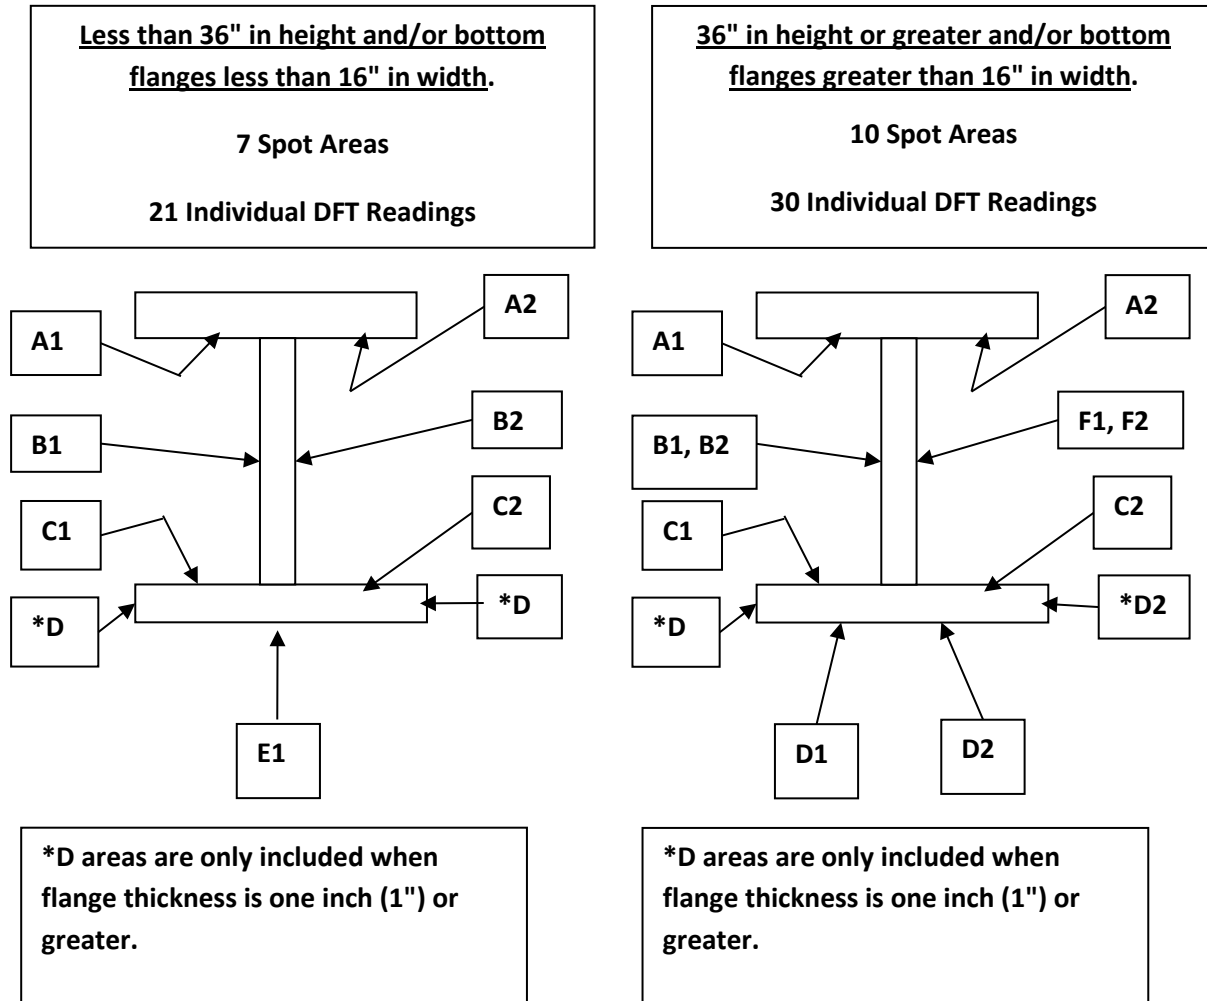 Less than 36" in height and/or bottom
flanges less than 16" in width.
7 Spot Areas
21 Individual DFT Readings
36" in height or greater and/or bottom
flanges greater than 16" in width.
10 Spot Areas
30 Individual DFT Readings
A1
A2
B1
B2
C1
C2
*D
*D
E1
A1
A2
B1, B2
F1, F2
C1
C2
*D
*D2
D1
D2
*D areas are only included when
flange thickness is one inch (1") or
greater.
*D areas are only included when
flange thickness is one inch (1") or
greater.